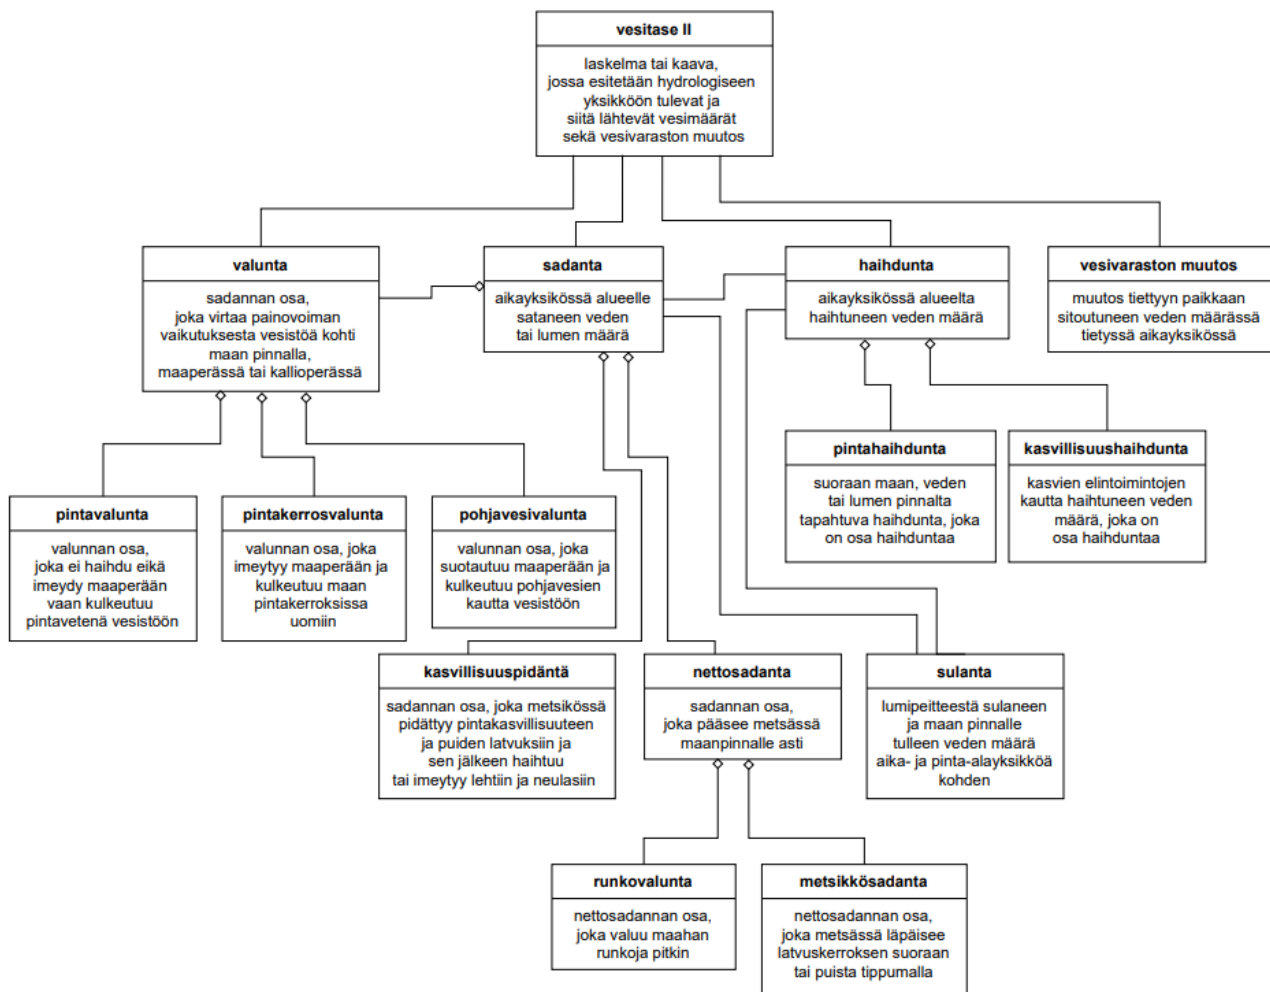 vesitase II
laskelma tai kaava,
jossa esitetään hydrologiseen
yksikköön tulevat ja
siitä lähtevät vesimäärät
sekä vesivaraston muutos
valunta
sadannan osa,
joka virtaa painovoiman
vaikutuksesta vesistöä kohti
maan pinnalla,
maaperässä tai kallioperässä
sadanta
aikayksikössä alueelle
sataneen veden
tai lumen määrä
haihdunta
aikayksikössä alueelta
haihtuneen veden määrä
vesivaraston muutos
muutos tiettyyn paikkaan
sitoutuneen veden määrässä
tietyssä aikayksikössä
pintahaihdunta
suoraan maan, veden
tai lumen pinnalta
tapahtuva haihdunta, joka
on osa haihduntaa
kasvillisuushaihdunta
kasvien elintoimintojen
kautta haihtuneen veden
määrä, joka on
osa haihduntaa
pintavalunta
valunnan osa,
joka ei haihdu eikä
imeydy maaperään
vaan kulkeutuu
pintavetenä vesistöön
pintakerrosvalunta
valunnan osa, joka
imeytyy maaperään ja
kulkeutuu maan
pintakerroksissa
uomiin
pohjavesivalunta
valunnan osa, joka
suotautuu maaperään ja
kulkeutuu pohjavesien
kautta vesistöön
kasvillisuuspidäntä
sadannan osa, joka metsikössä
pidättyy pintakasvillisuuteen
ja puiden latvuksiin ja
sen jälkeen haihtuu
tai imeytyy lehtiin ja neulasiin
nettosadanta
sadannan osa,
joka pääsee metsässä
maanpinnalle asti
sulanta
lumipeitteestä sulaneen
ja maan pinnalle
tulleen veden määrä
aika- ja pinta-alayksikköä
kohden
runkovalunta
nettosadannan osa,
joka valuu maahan
runkoja pitkin
metsikkösadanta
nettosadannan osa,
joka metsässä läpäisee
latvuskerroksen suoraan
tai puista tippumalla